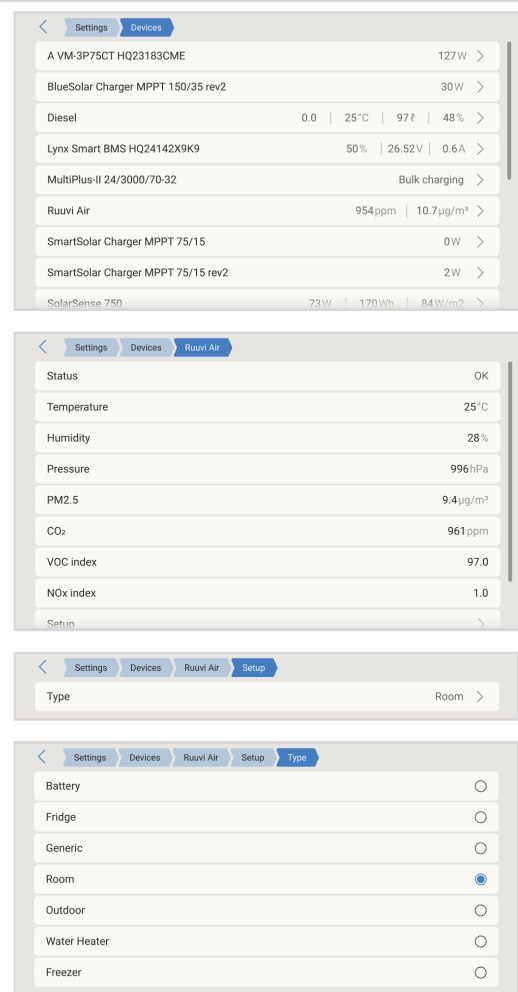 Settings Devices
A VM-3P75CT HQ23183CME 127W
BlueSolar Charger MPPT 150/35 rev2 30W
Diesel 0.0 | 25°C | 97ℓ | 48%
Lynx Smart BMS HQ24142X9K9 50% | 26.52V | 0.6A
MultiPlus-II 24/3000/70-32 Bulk charging
Ruuvi Air 954ppm | 10.7µg/m³
SmartSolar Charger MPPT 75/15 0W
SmartSolar Charger MPPT 75/15 rev2 2W
SolarSense 750 73W | 170Wh | 84W/m2
Settings Devices Ruuvi Air
Status OK
Temperature 25°C
Humidity 28%
Pressure 996hPa
PM2.5 9.4µg/m³
CO₂ 961ppm
VOC index 97.0
NOx index 1.0
Setup
Settings Devices Ruuvi Air Setup
Type Room
Settings Devices Ruuvi Air Setup Type
Battery
Fridge
Generic
Room
Outdoor
Water Heater
Freezer